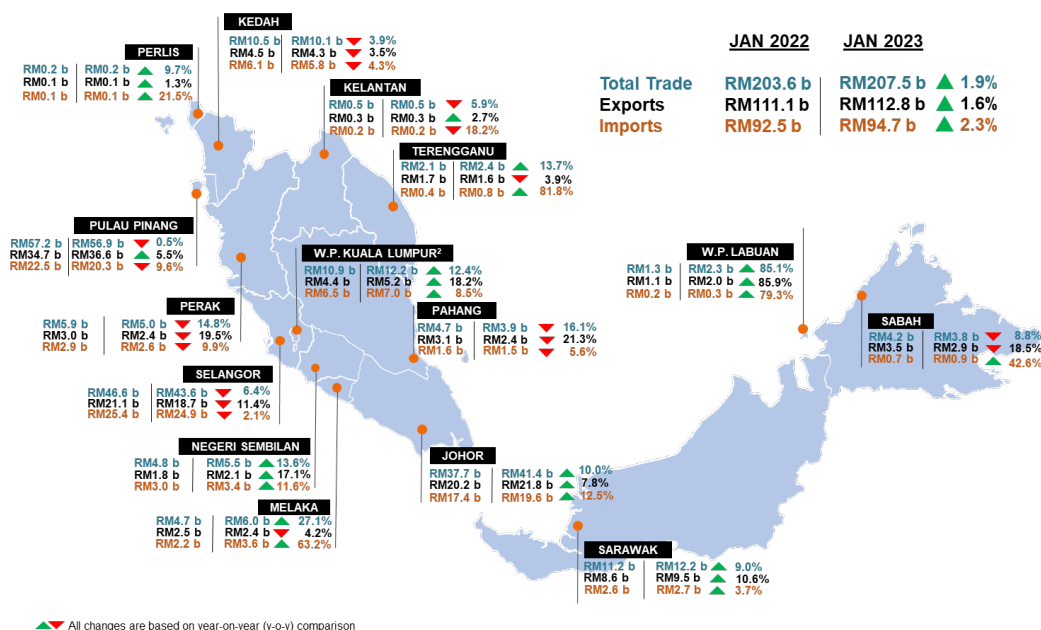 JAN 2022 JAN 2023
Total Trade RM203.6 b RM207.5 b 1.9%
Exports RM111.1 b RM112.8 b 1.6%
Imports RM92.5 b RM94.7 b 2.3%
KEDAH
RM10.5 b RM10.1 b 3.9%
RM4.5 b RM4.3 b 3.5%
RM6.1 b RM5.8 b 4.3%
PERLIS
RM0.2 b RM0.2 b 9.7%
RM0.1 b RM0.1 b 1.3%
RM0.1 b RM0.1 b 21.5%
KELANTAN
RM0.5 b RM0.5 b 5.9%
RM0.3 b RM0.3 b 2.7%
RM0.2 b RM0.2 b 18.2%
TERENGGANU
RM2.1 b RM2.4 b 13.7%
RM1.7 b RM1.6 b 3.9%
RM0.4 b RM0.8 b 81.8%
PULAU PINANG
RM57.2 b RM56.9 b 0.5%
RM34.7 b RM36.6 b 5.5%
RM22.5 b RM20.3 b 9.6%
W.P. KUALA LUMPUR²
RM10.9 b RM12.2 b 12.4%
RM4.4 b RM5.2 b 18.2%
RM6.5 b RM7.0 b 8.5%
W.P. LABUAN
RM1.3 b RM2.3 b 85.1%
RM1.1 b RM2.0 b 85.9%
RM0.2 b RM0.3 b 79.3%
PERAK
RM5.9 b RM5.0 b 14.8%
RM3.0 b RM2.4 b 19.5%
RM2.9 b RM2.6 b 9.9%
PAHANG
RM4.7 b RM3.9 b 16.1%
RM3.1 b RM2.4 b 21.3%
RM1.6 b RM1.5 b 5.6%
SABAH
RM4.2 b RM3.8 b 8.8%
RM3.5 b RM2.9 b 18.5%
RM0.7 b RM0.9 b 42.6%
SELANGOR
RM46.6 b RM43.6 b 6.4%
RM21.1 b RM18.7 b 11.4%
RM25.4 b RM24.9 b 2.1%
NEGERI SEMBILAN
RM4.8 b RM5.5 b 13.6%
RM1.8 b RM2.1 b 17.1%
RM3.0 b RM3.4 b 11.6%
JOHOR
RM37.7 b RM41.4 b 10.0%
RM20.2 b RM21.8 b 7.8%
RM17.4 b RM19.6 b 12.5%
MELAKA
RM4.7 b RM6.0 b 27.1%
RM2.5 b RM2.4 b 4.2%
RM2.2 b RM3.6 b 63.2%
SARAWAK
RM11.2 b RM12.2 b 9.0%
RM8.6 b RM9.5 b 10.6%
RM2.6 b RM2.7 b 3.7%
All changes are based on year-on-year (y-o-y) comparison